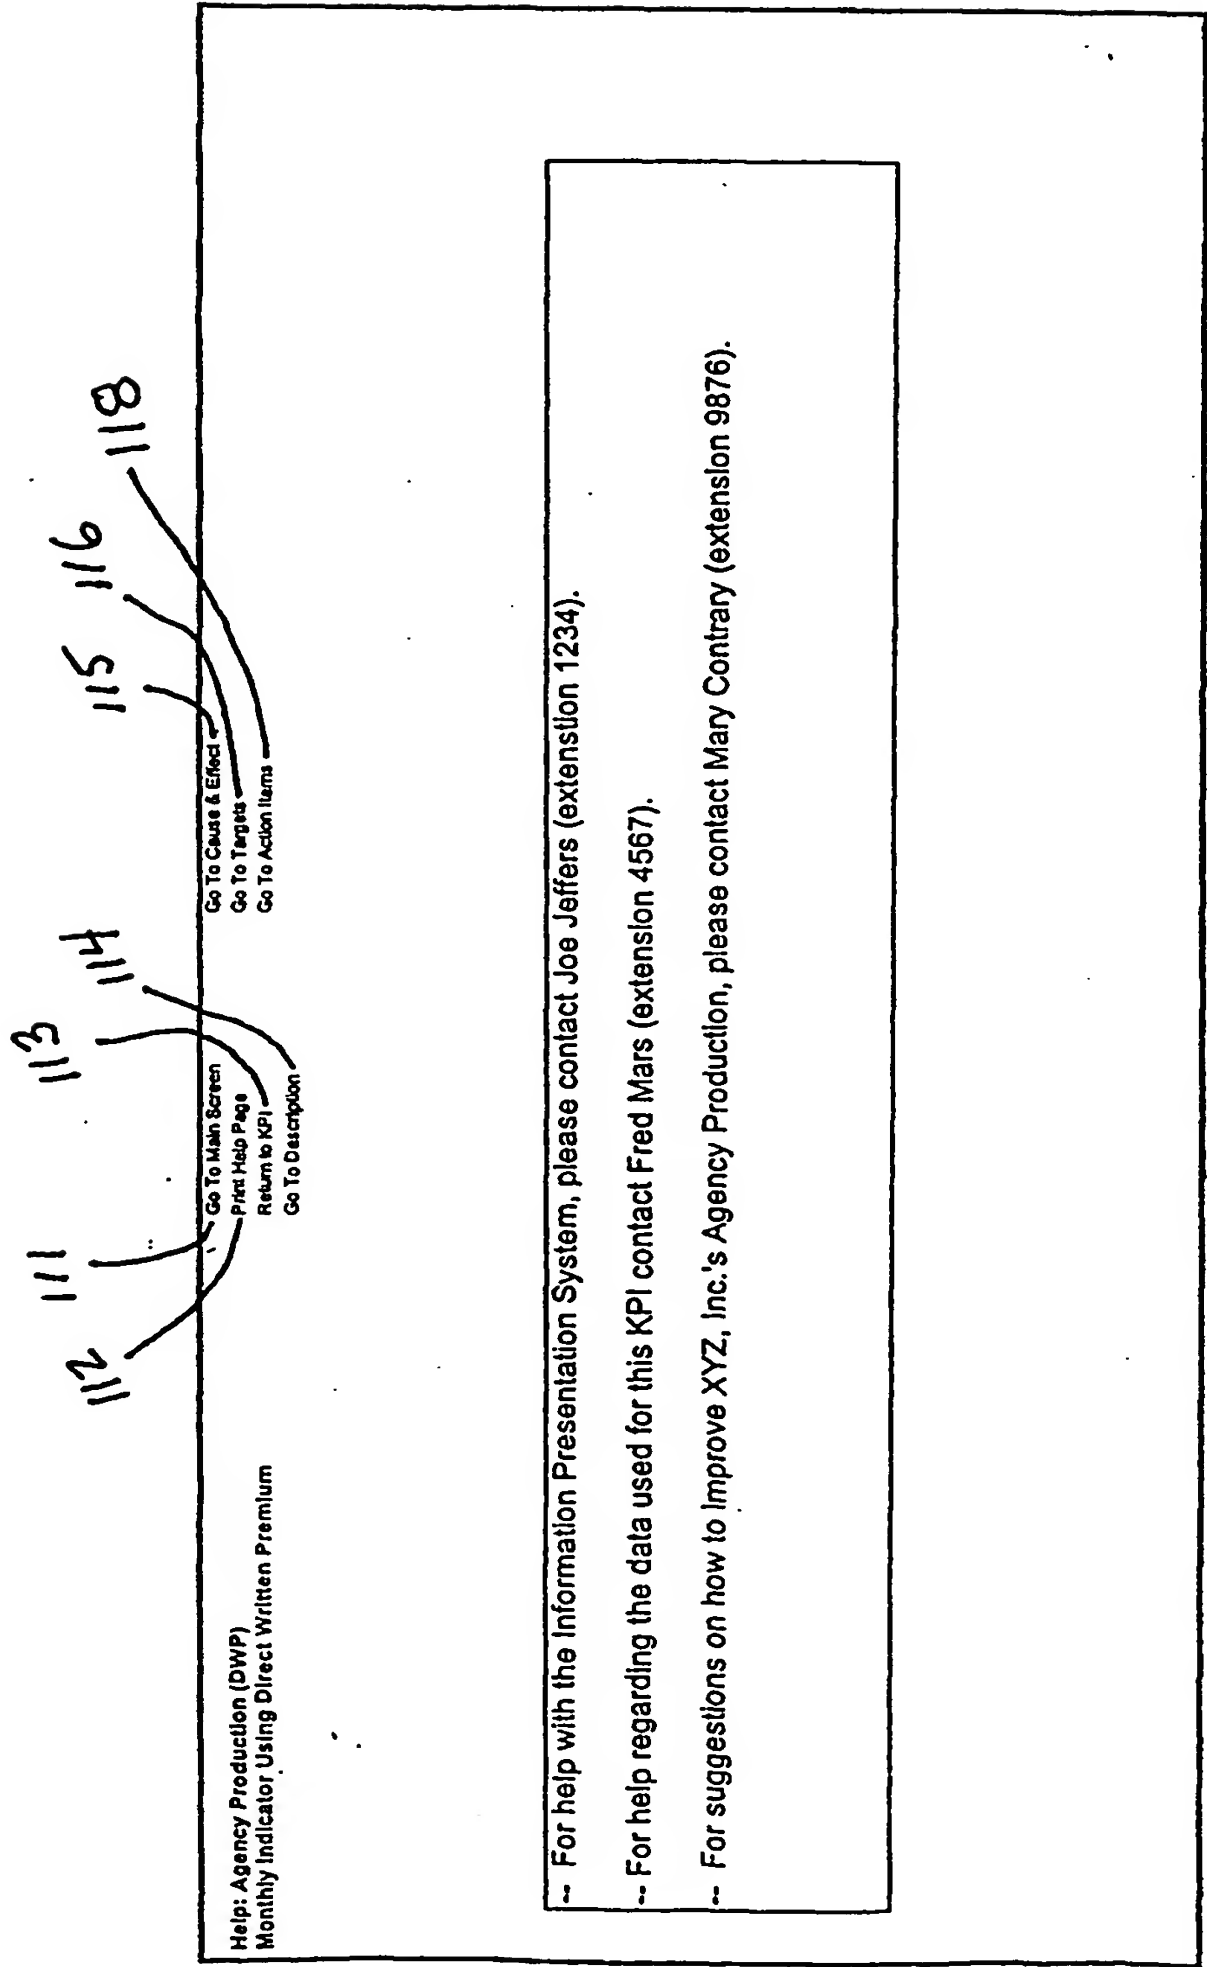 111
112
113
114
115
116
118
Help: Agency Production (DWP)
Monthly Indicator Using Direct Written Premium
Go To Main Screen
Print Help Page
Return to KPI
Go To Description
Go To Cause & Effect
Go To Targets
Go To Action Items
-- For help with the Information Presentation System, please contact Joe Jeffers (extenstion 1234).
-- For help regarding the data used for this KPI contact Fred Mars (extension 4567).
-- For suggestions on how to improve XYZ, Inc.'s Agency Production, please contact Mary Contrary (extension 9876).